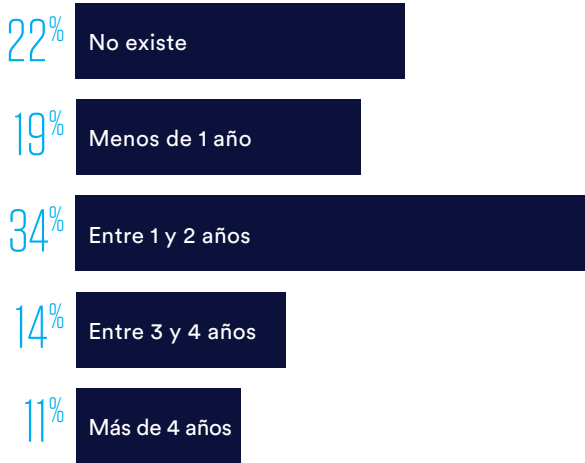 22% No existe
19% Menos de 1 año
34% Entre 1 y 2 años
14% Entre 3 y 4 años
11% Más de 4 años